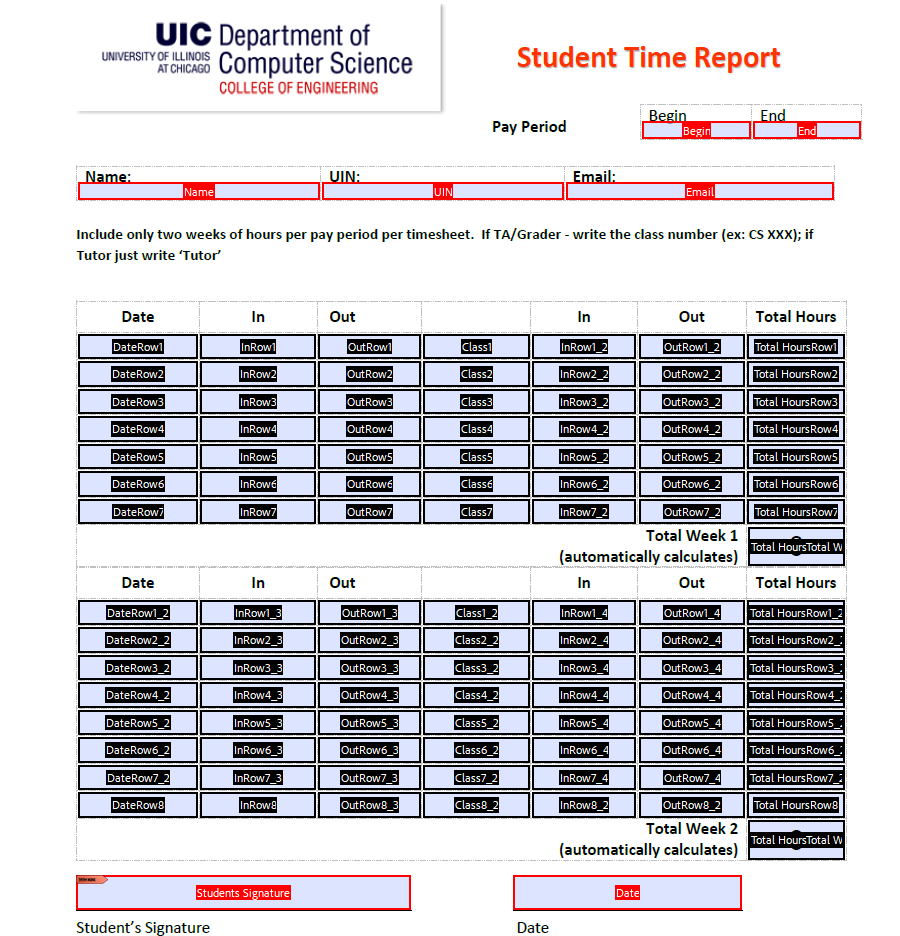 UIC Department of
UNIVERSITY OF ILLINOIS
AT CHICAGO
Computer Science
COLLEGE OF ENGINEERING
Student Time Report
Pay Period
Begin End
Begin End
Name: UIN: Email:
Name UIN Email
Include only two weeks of hours per pay period per timesheet.  If TA/Grader - write the class number (ex: CS XXX); if
Tutor just write ‘Tutor’
Date In Out In Out Total Hours
DateRow1 InRow1 OutRow1 Class1 InRow1_2 OutRow1_2 Total HoursRow1
DateRow2 InRow2 OutRow2 Class2 InRow2_2 OutRow2_2 Total HoursRow2
DateRow3 InRow3 OutRow3 Class3 InRow3_2 OutRow3_2 Total HoursRow3
DateRow4 InRow4 OutRow4 Class4 InRow4_2 OutRow4_2 Total HoursRow4
DateRow5 InRow5 OutRow5 Class5 InRow5_2 OutRow5_2 Total HoursRow5
DateRow6 InRow6 OutRow6 Class6 InRow6_2 OutRow6_2 Total HoursRow6
DateRow7 InRow7 OutRow7 Class7 InRow7_2 OutRow7_2 Total HoursRow7
Total Week 1
(automatically calculates)
Total HoursTotal W
Date In Out In Out Total Hours
DateRow1_2 InRow1_3 OutRow1_3 Class1_2 InRow1_4 OutRow1_4 Total HoursRow1_2
DateRow2_2 InRow2_3 OutRow2_3 Class2_2 InRow2_4 OutRow2_4 Total HoursRow2_2
DateRow3_2 InRow3_3 OutRow3_3 Class3_2 InRow3_4 OutRow3_4 Total HoursRow3_2
DateRow4_2 InRow4_3 OutRow4_3 Class4_2 InRow4_4 OutRow4_4 Total HoursRow4_2
DateRow5_2 InRow5_3 OutRow5_3 Class5_2 InRow5_4 OutRow5_4 Total HoursRow5_2
DateRow6_2 InRow6_3 OutRow6_3 Class6_2 InRow6_4 OutRow6_4 Total HoursRow6_2
DateRow7_2 InRow7_3 OutRow7_3 Class7_2 InRow7_4 OutRow7_4 Total HoursRow7_2
DateRow8 InRow8 OutRow8_3 Class8_2 InRow8_2 OutRow8_2 Total HoursRow8
Total Week 2
(automatically calculates)
Total HoursTotal W
Students Signature Date
Student’s Signature Date